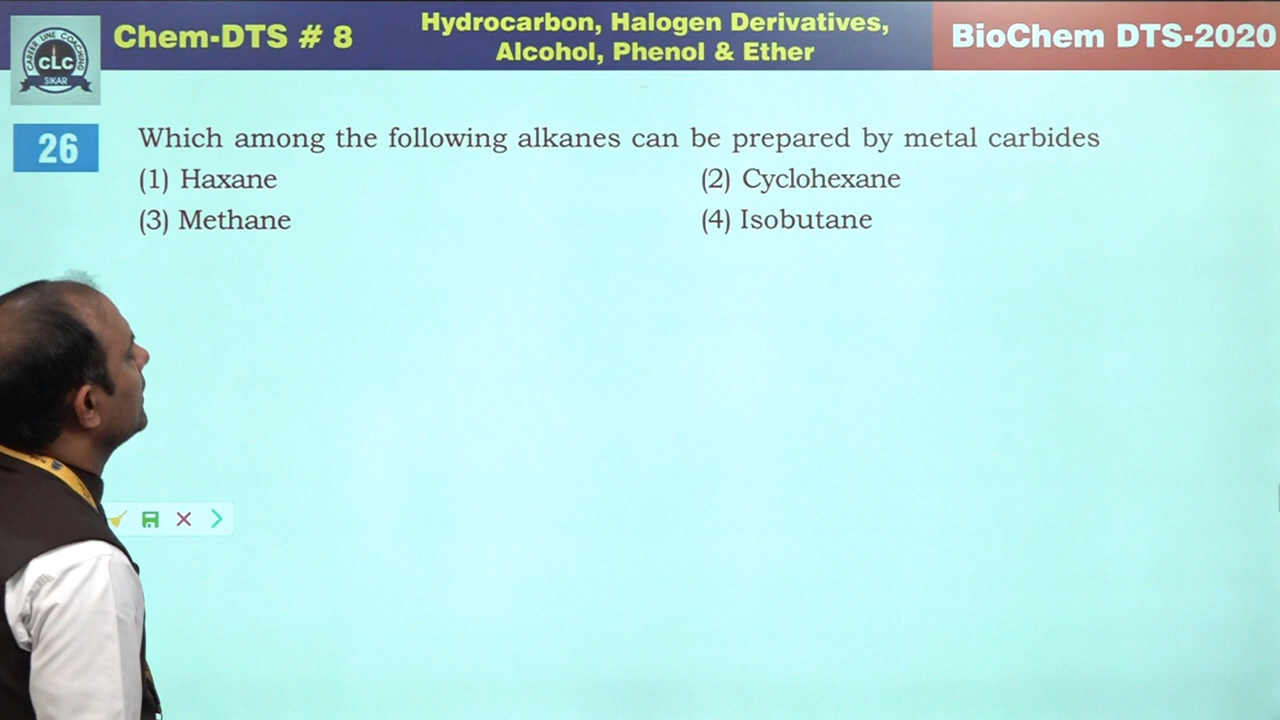 CAREER LINE COACHING
CLC
SIKAR
Chem-DTS # 8
Hydrocarbon, Halogen Derivatives,
Alcohol, Phenol & Ether
BioChem DTS-2020
26
Which among the following alkanes can be prepared by metal carbides
(1) Haxane
(2) Cyclohexane
(3) Methane
(4) Isobutane